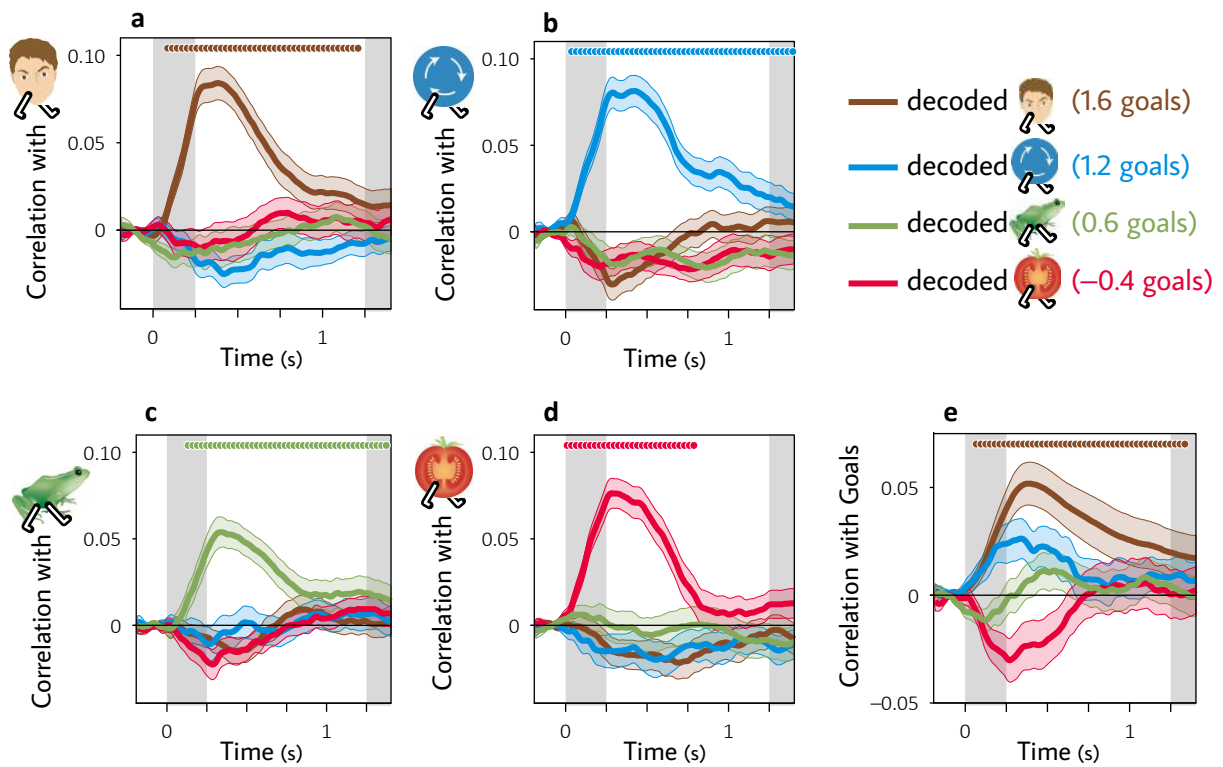 a
0.10
0.05
0
Correlation with
0
1
Time (s)
b
0.10
0.05
0
Correlation with
0
1
Time (s)
decoded (1.6 goals)
decoded (1.2 goals)
decoded (0.6 goals)
decoded (−0.4 goals)
c
0.10
0.05
0
Correlation with
0
1
Time (s)
d
0.10
0.05
0
Correlation with
0
1
Time (s)
e
0.05
0
−0.05
Correlation with Goals
0
1
Time (s)